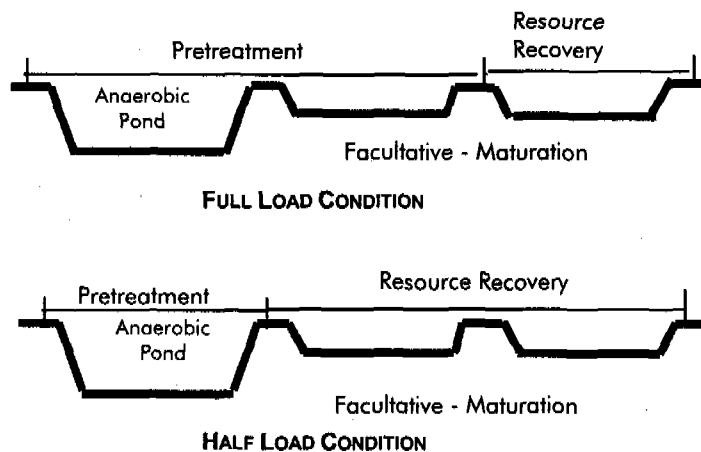 Pretreatment
Resource
Recovery
Anaerobic
Pond
Facultative - Maturation
FULL LOAD CONDITION
Pretreatment
Resource Recovery
Anaerobic
Pond
Facultative - Maturation
HALF LOAD CONDITION